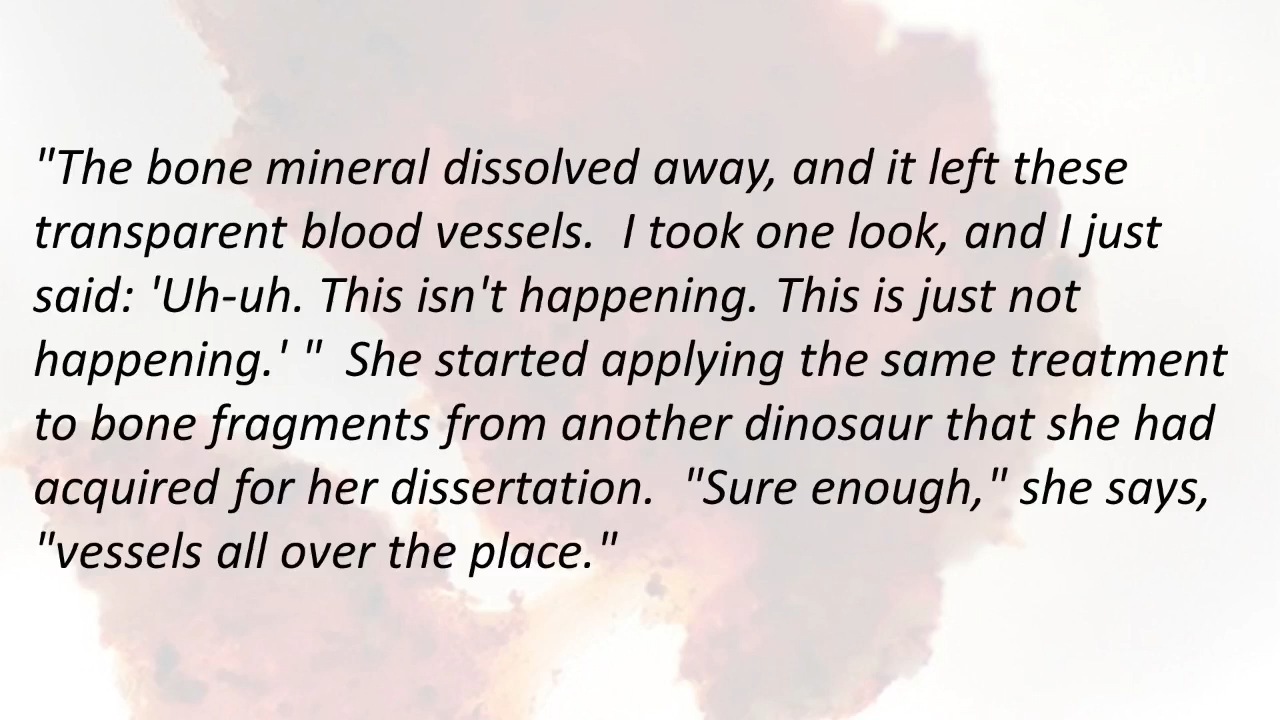 "The bone mineral dissolved away, and it left these
transparent blood vessels.  I took one look, and I just
said: 'Uh-uh. This isn't happening. This is just not
happening.' "  She started applying the same treatment
to bone fragments from another dinosaur that she had
acquired for her dissertation.  "Sure enough," she says,
"vessels all over the place."